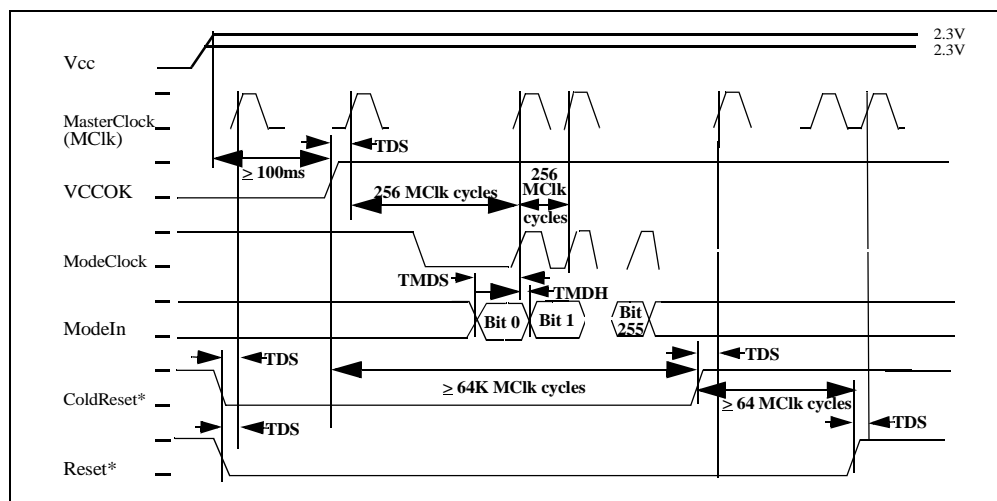 2.3V
2.3V
Vcc
MasterClock
(MClk)
TDS
≥ 100ms
256
MClk
cycles
VCCOK
256 MClk cycles
ModeClock
TMDS
TMDH
ModeIn
Bit 0
Bit 1
Bit
255
TDS
TDS
≥ 64K MClk cycles
ColdReset*
≥ 64 MClk cycles
TDS
TDS
Reset*